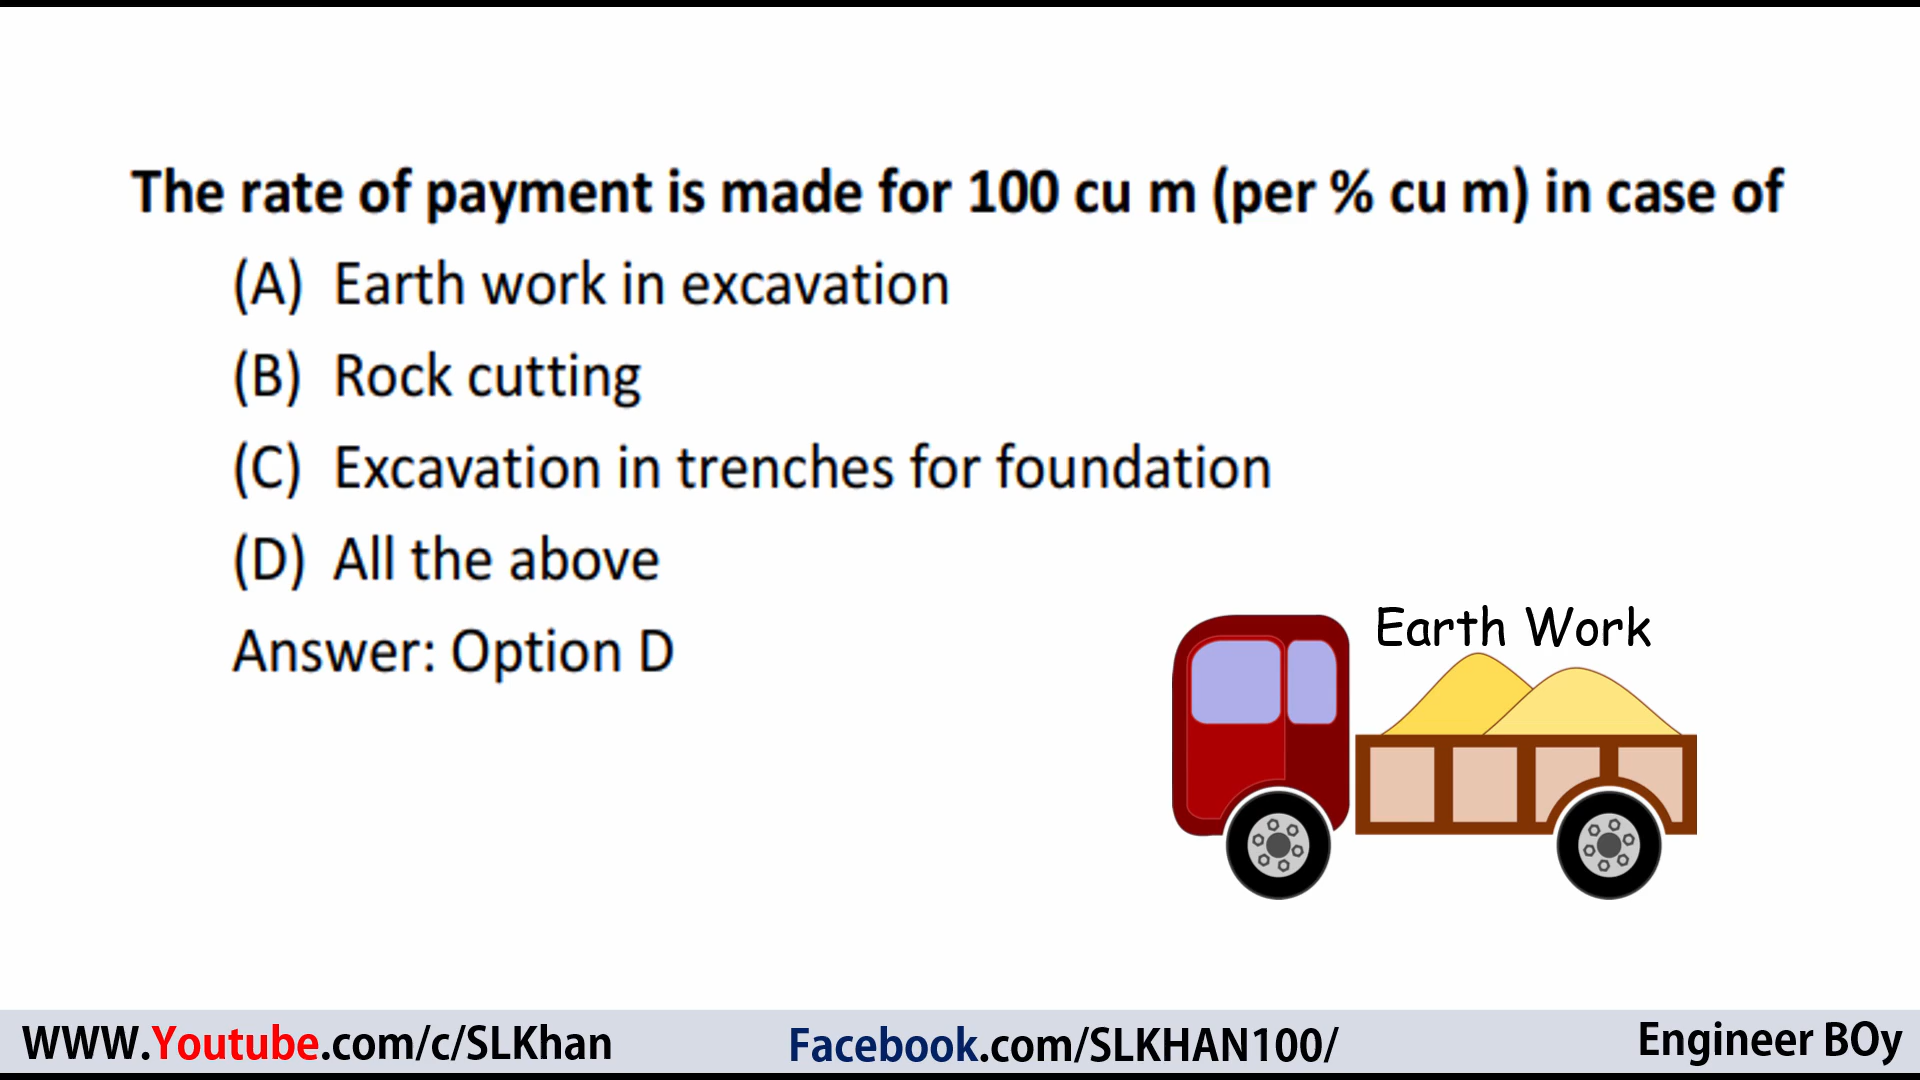 The rate of payment is made for 100 cu m (per % cu m) in case of
(A) Earth work in excavation
(B) Rock cutting
(C) Excavation in trenches for foundation
(D) All the above
Answer: Option D
Earth Work
WWW.Youtube.com/c/SLKhan
Facebook.com/SLKHAN100/
Engineer BOy